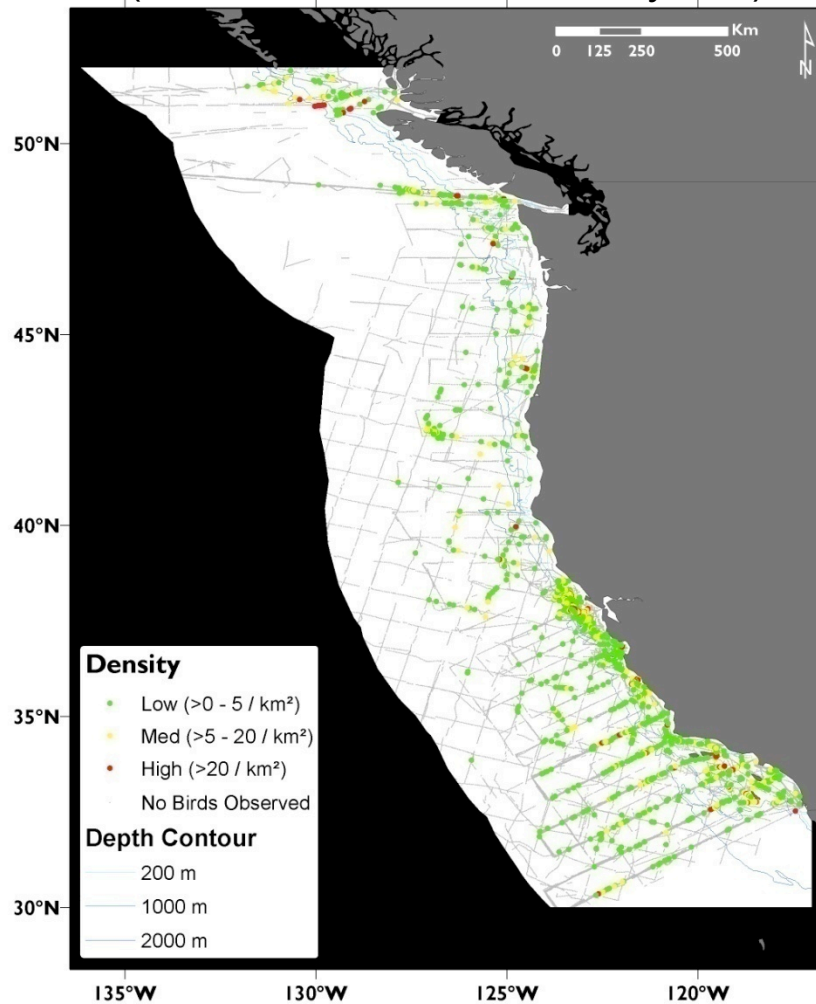 Km
0 125 250 500
N
50°N
45°N
40°N
35°N
30°N
Density
Low (>0 - 5 / km²)
Med (>5 - 20 / km²)
High (>20 / km²)
No Birds Observed
Depth Contour
200 m
1000 m
2000 m
135°W 130°W 125°W 120°W